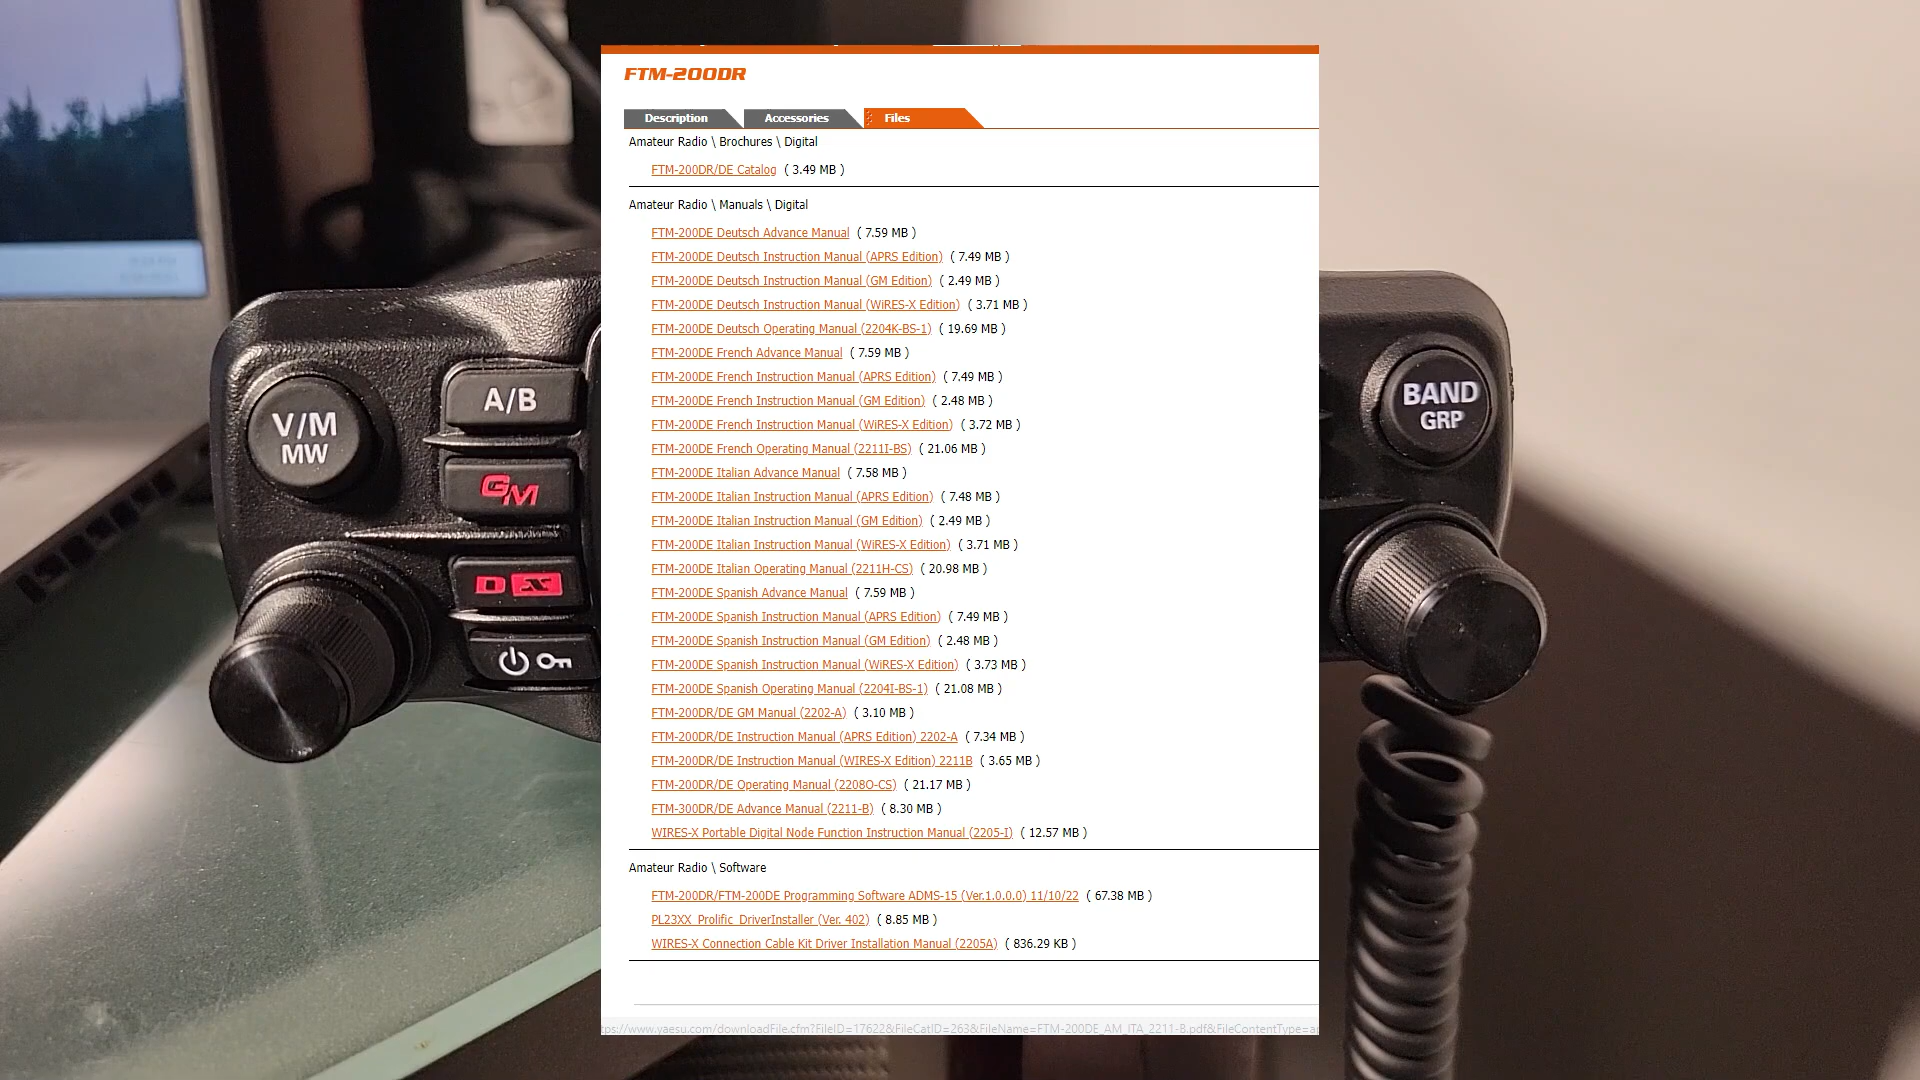 FTM-200DR
Description Accessories Files
Amateur Radio \ Brochures \ Digital
FTM-200DR/DE Catalog ( 3.49 MB )
Amateur Radio \ Manuals \ Digital
FTM-200DE Deutsch Advance Manual ( 7.59 MB )
FTM-200DE Deutsch Instruction Manual (APRS Edition) ( 7.49 MB )
FTM-200DE Deutsch Instruction Manual (GM Edition) ( 2.49 MB )
FTM-200DE Deutsch Instruction Manual (WiRES-X Edition) ( 3.71 MB )
FTM-200DE Deutsch Operating Manual (2204K-BS-1) ( 19.69 MB )
FTM-200DE French Advance Manual ( 7.59 MB )
FTM-200DE French Instruction Manual (APRS Edition) ( 7.49 MB )
FTM-200DE French Instruction Manual (GM Edition) ( 2.48 MB )
FTM-200DE French Instruction Manual (WiRES-X Edition) ( 3.72 MB )
FTM-200DE French Operating Manual (2211I-BS) ( 21.06 MB )
FTM-200DE Italian Advance Manual ( 7.58 MB )
FTM-200DE Italian Instruction Manual (APRS Edition) ( 7.48 MB )
FTM-200DE Italian Instruction Manual (GM Edition) ( 2.49 MB )
FTM-200DE Italian Instruction Manual (WiRES-X Edition) ( 3.71 MB )
FTM-200DE Italian Operating Manual (2211H-CS) ( 20.98 MB )
FTM-200DE Spanish Advance Manual ( 7.59 MB )
FTM-200DE Spanish Instruction Manual (APRS Edition) ( 7.49 MB )
FTM-200DE Spanish Instruction Manual (GM Edition) ( 2.48 MB )
FTM-200DE Spanish Instruction Manual (WiRES-X Edition) ( 3.73 MB )
FTM-200DE Spanish Operating Manual (2204I-BS-1) ( 21.08 MB )
FTM-200DR/DE GM Manual (2202-A) ( 3.10 MB )
FTM-200DR/DE Instruction Manual (APRS Edition) 2202-A ( 7.34 MB )
FTM-200DR/DE Instruction Manual (WIRES-X Edition) 2211B ( 3.65 MB )
FTM-200DR/DE Operating Manual (2208O-CS) ( 21.17 MB )
FTM-300DR/DE Advance Manual (2211-B) ( 8.30 MB )
WIRES-X Portable Digital Node Function Instruction Manual (2205-I) ( 12.57 MB )
Amateur Radio \ Software
FTM-200DR/FTM-200DE Programming Software ADMS-15 (Ver.1.0.0.0) 11/10/22 ( 67.38 MB )
PL23XX_Prolific_DriverInstaller (Ver. 402) ( 8.85 MB )
WIRES-X Connection Cable Kit Driver Installation Manual (2205A) ( 836.29 KB )
tps://www.yaesu.com/downloadFile.cfm?FileID=17622&FileCatID=263&FileName=FTM-200DE_AM_ITA_2211-B.pdf&FileContentType=a
V/M
MW
A/B
GM
D X
BAND
GRP